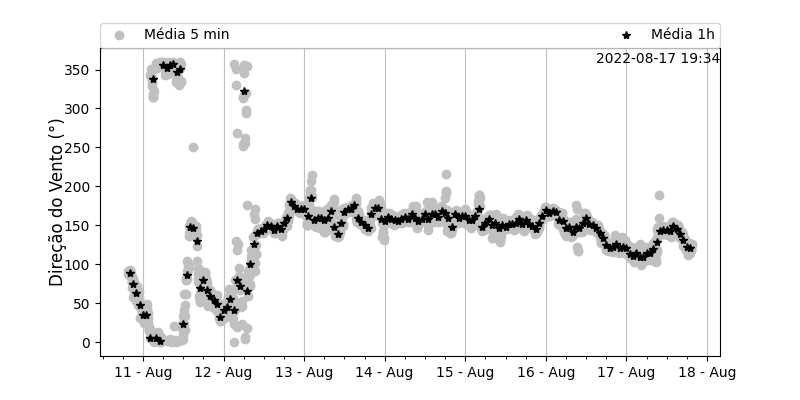 Média 5 min
Média 1h
2022-08-17 19:34
Direção do Vento (°)
350
300
250
200
150
100
50
0
11 - Aug
12 - Aug
13 - Aug
14 - Aug
15 - Aug
16 - Aug
17 - Aug
18 - Aug